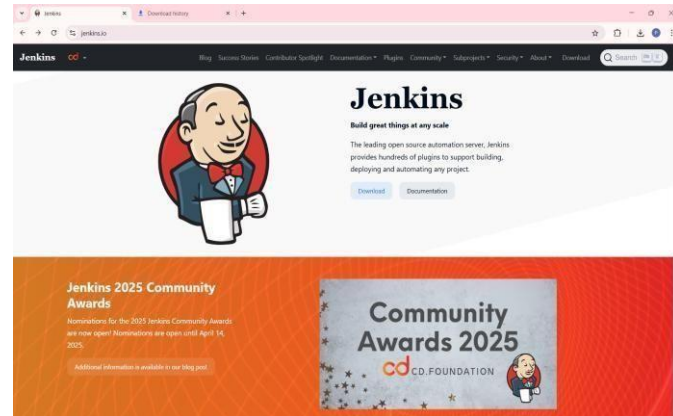 Jenkins
Download history
jenkins.io
Jenkins cd
Blog Success Stories Contributor Spotlight Documentation Plugins Community Subprojects Security About Download Search
Jenkins
Build great things at any scale
The leading open source automation server, Jenkins
provides hundreds of plugins to support building,
deploying and automating any project.
Download Documentation
Jenkins 2025 Community
Awards
Nominations for the 2025 Jenkins Community Awards
are now open! Nominations are open until April 14,
2025.
Additional information is available in our blog post
Community
Awards 2025
cd CD.FOUNDATION